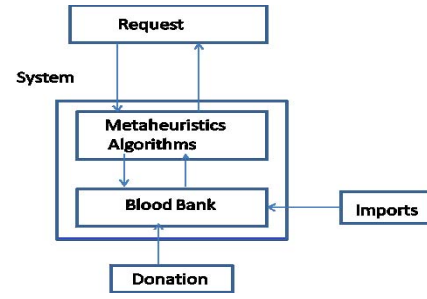 Request
System
Metaheuristics
Algorithms
Blood Bank
Imports
Donation